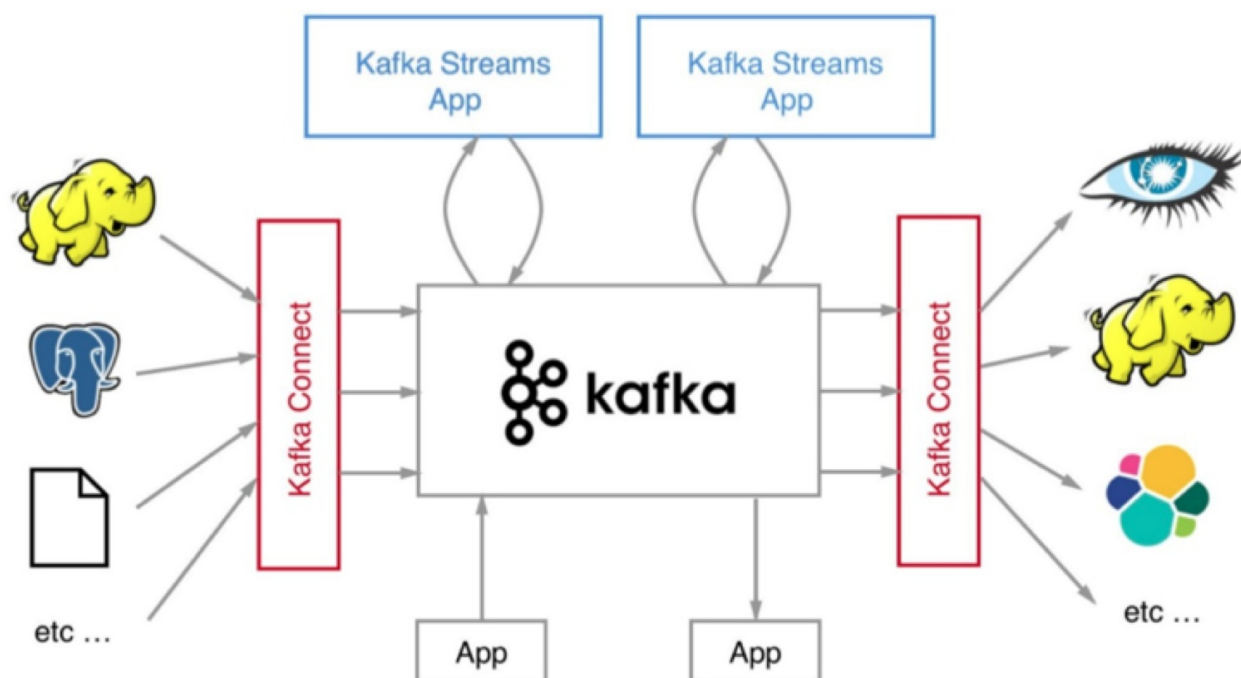 Kafka Streams
App
Kafka Streams
App
Kafka Connect
kafka
Kafka Connect
etc ...
etc ...
App
App